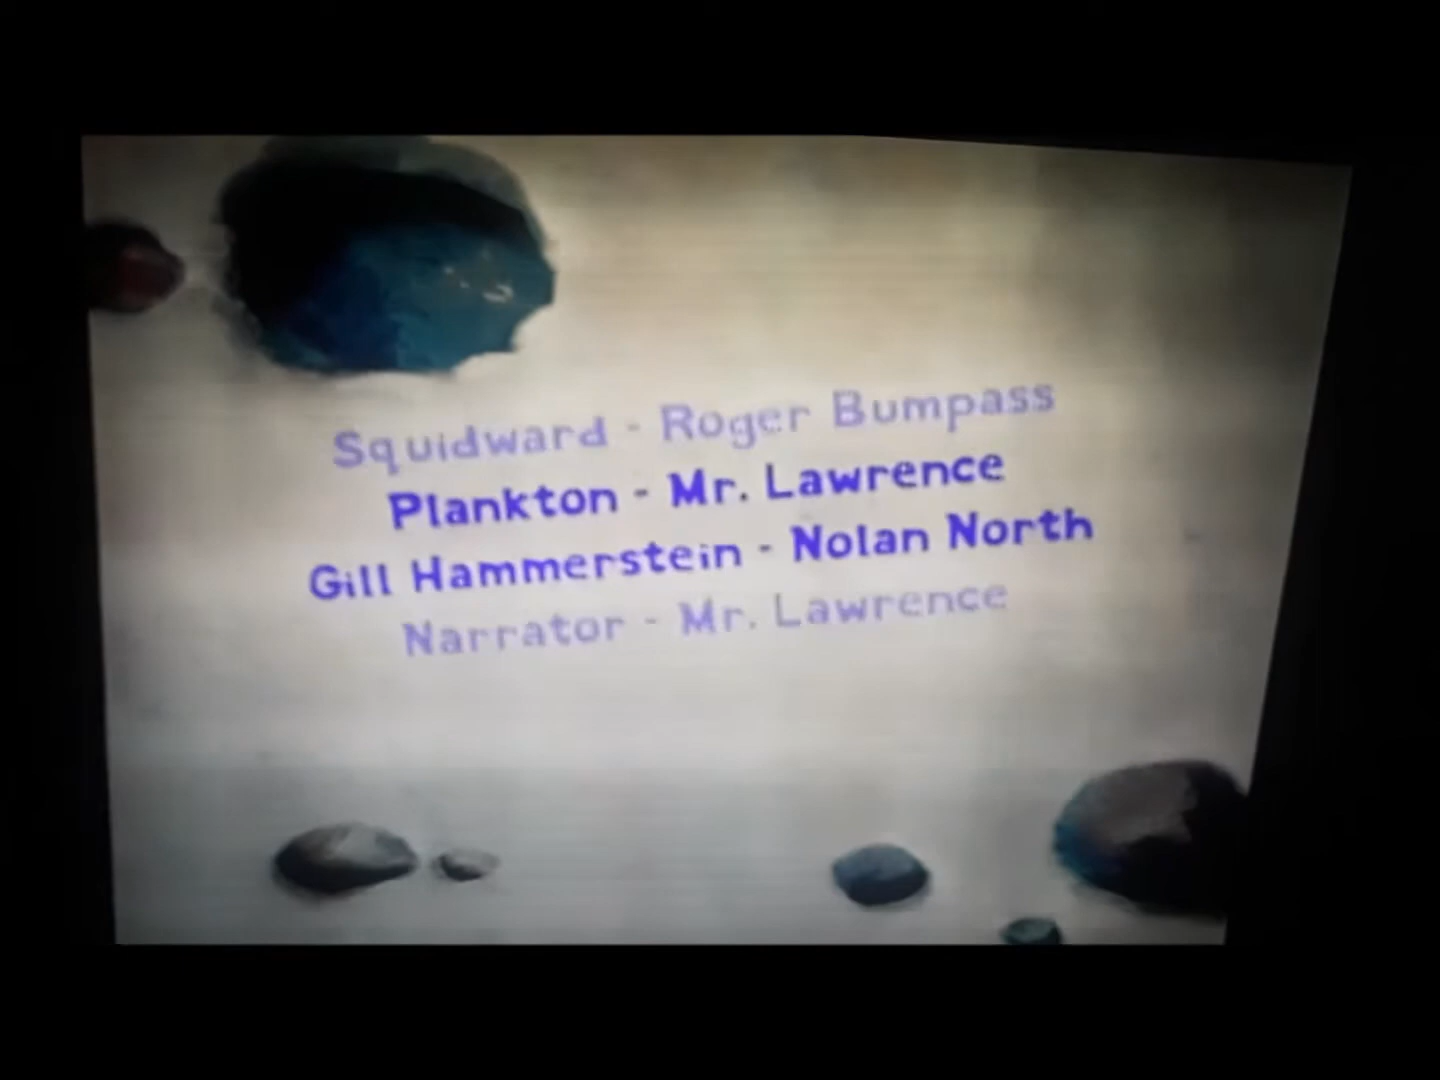 Squidward - Roger Bumpass
Plankton - Mr. Lawrence
Gill Hammerstein - Nolan North
Narrator - Mr. Lawrence